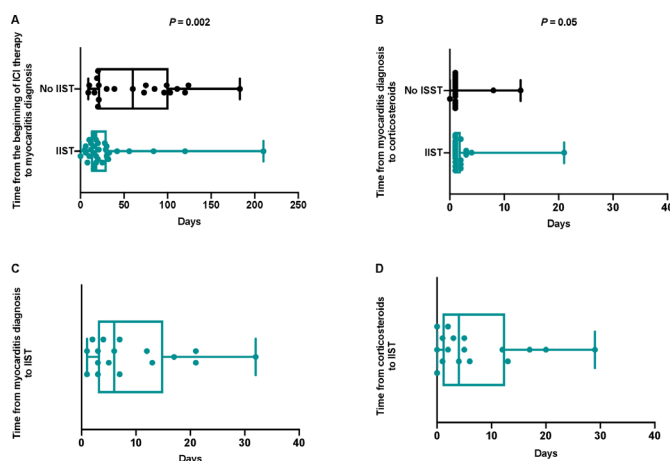 A
P = 0.002
Time from the beginning of ICI therapy
to myocarditis diagnosis
No IIST
IIST
0 50 100 150 200 250
Days
B
P = 0.05
Time from myocarditis diagnosis
to corticosteroids
No ISST
IIST
0 10 20 30 40
Days
C
Time from myocarditis diagnosis
to IIST
0 10 20 30 40
Days
D
Time from corticosteroids
to IIST
0 10 20 30 40
Days